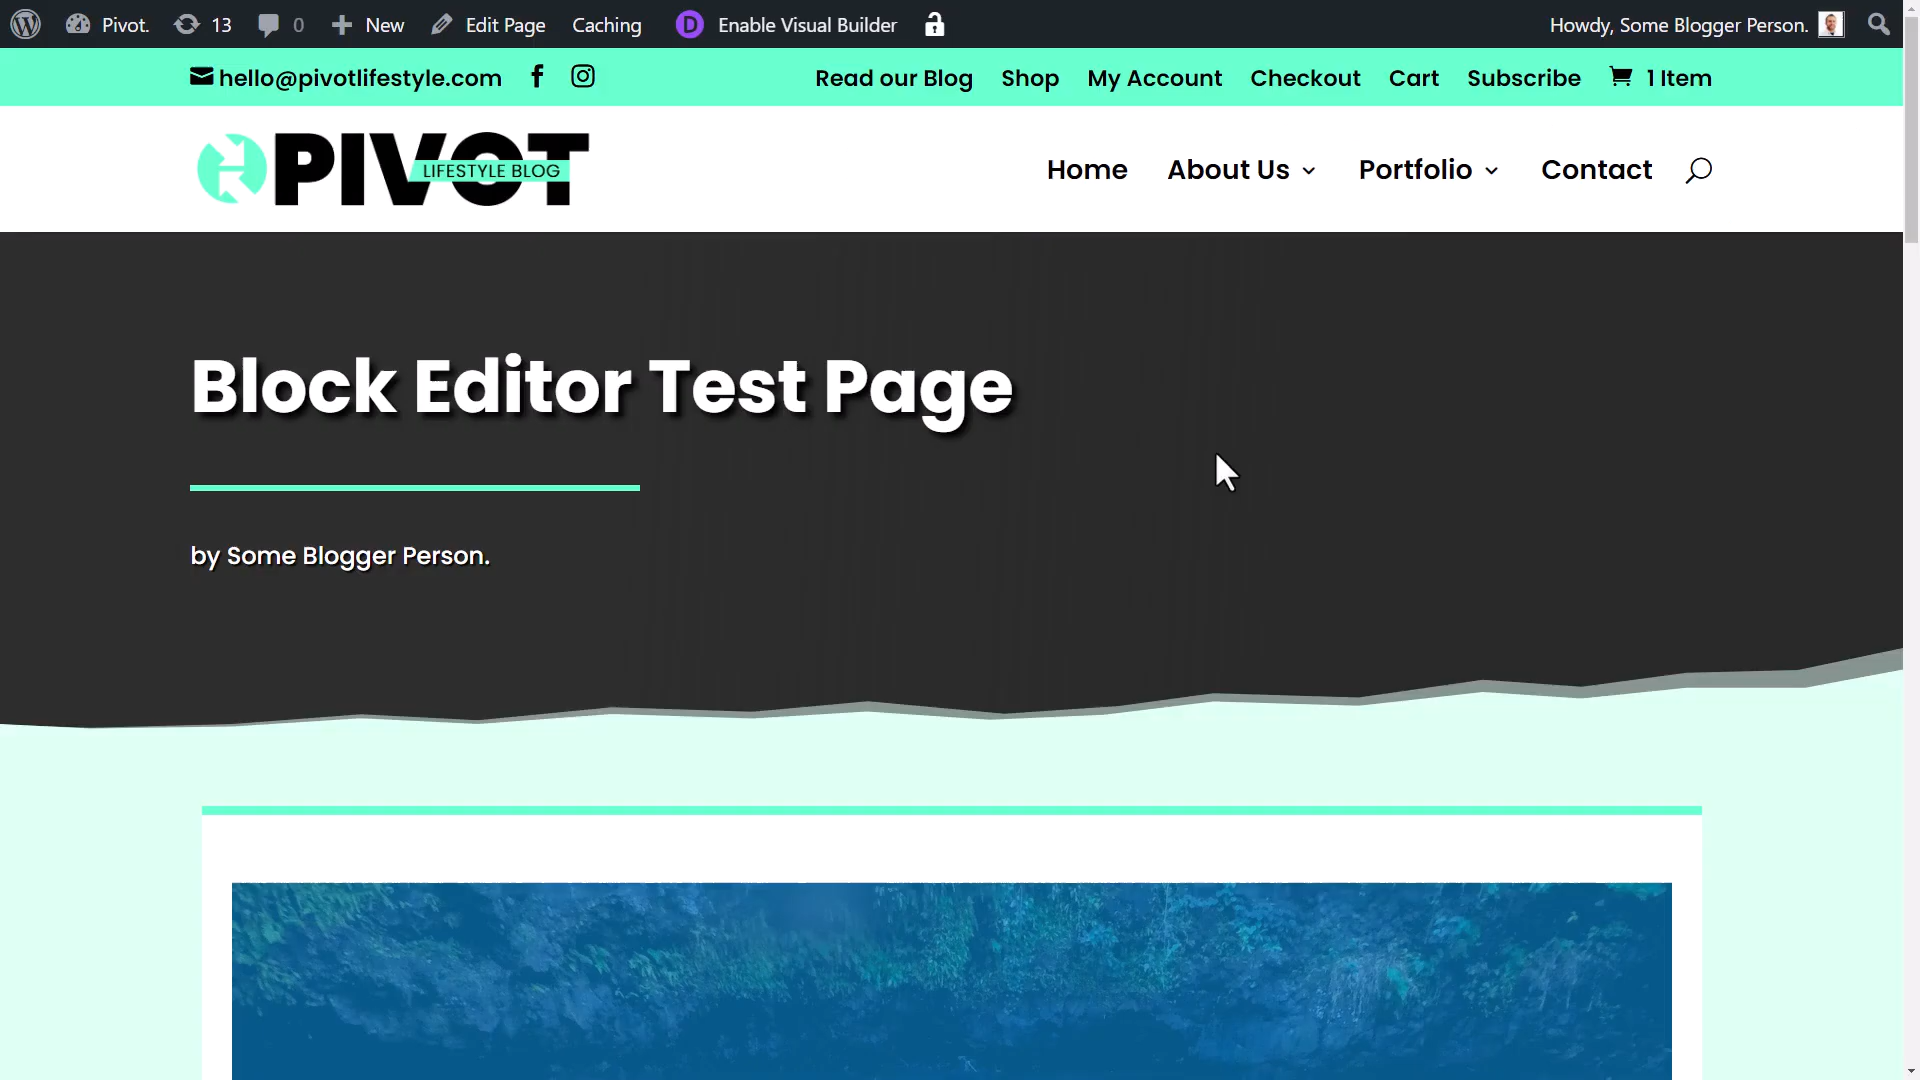 Pivot. 13 0 New Edit Page Caching D Enable Visual Builder Howdy, Some Blogger Person.
hello@pivotlifestyle.com Read our Blog Shop My Account Checkout Cart Subscribe 1 Item
PIVOT
LIFESTYLE BLOG
Home About Us Portfolio Contact
Block Editor Test Page
by Some Blogger Person.